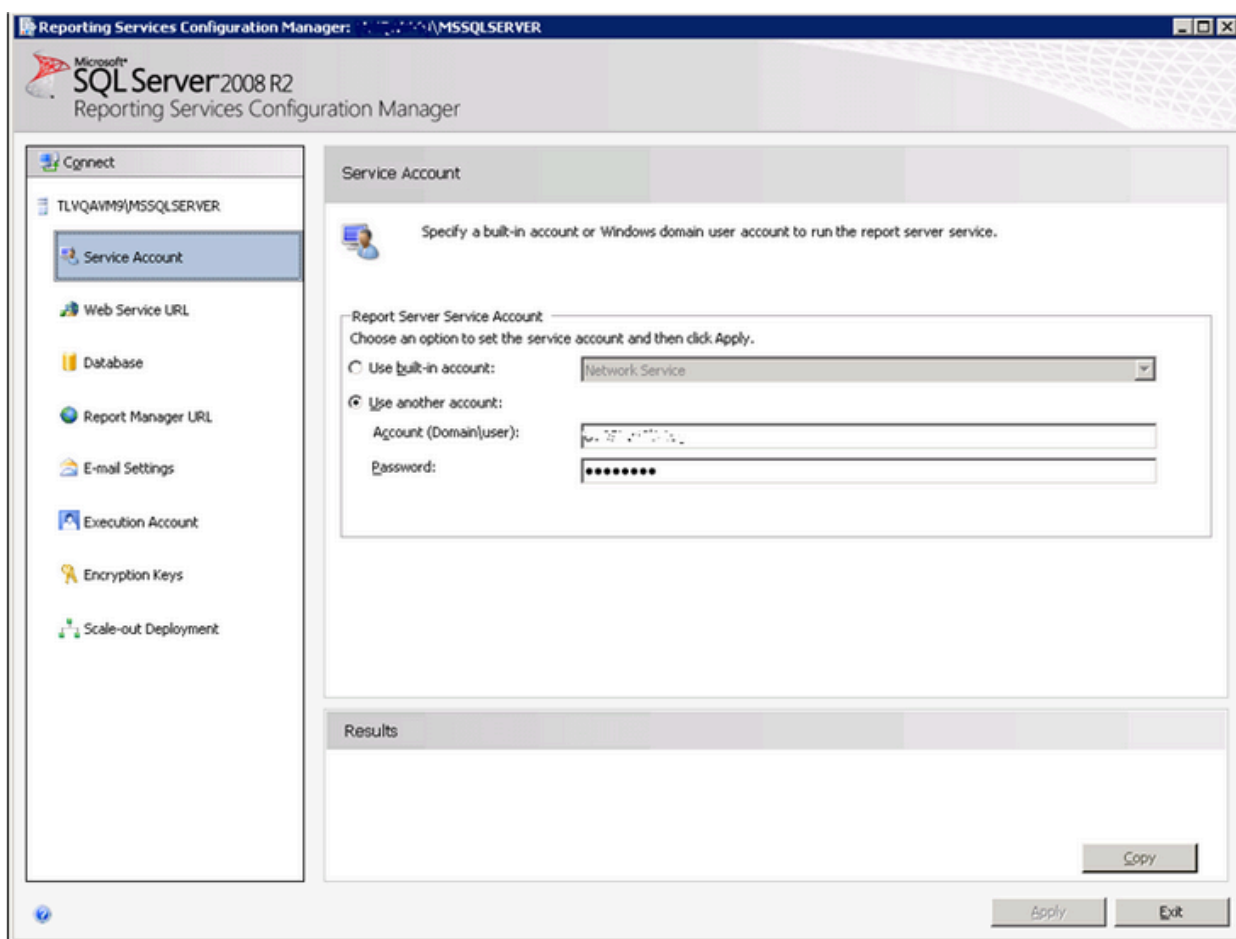 Reporting Services Configuration Manager: \MSSQLSERVER
Microsoft®
SQL Server 2008 R2
Reporting Services Configuration Manager
Connect
TLVQAVM9\MSSQLSERVER
Service Account
Web Service URL
Database
Report Manager URL
E-mail Settings
Execution Account
Encryption Keys
Scale-out Deployment
Service Account
Specify a built-in account or Windows domain user account to run the report server service.
Report Server Service Account
Choose an option to set the service account and then click Apply.
Use built-in account:
Network Service
Use another account:
Account (Domain\user):
Password:
●●●●●●●●
Results
Copy
Apply
Exit